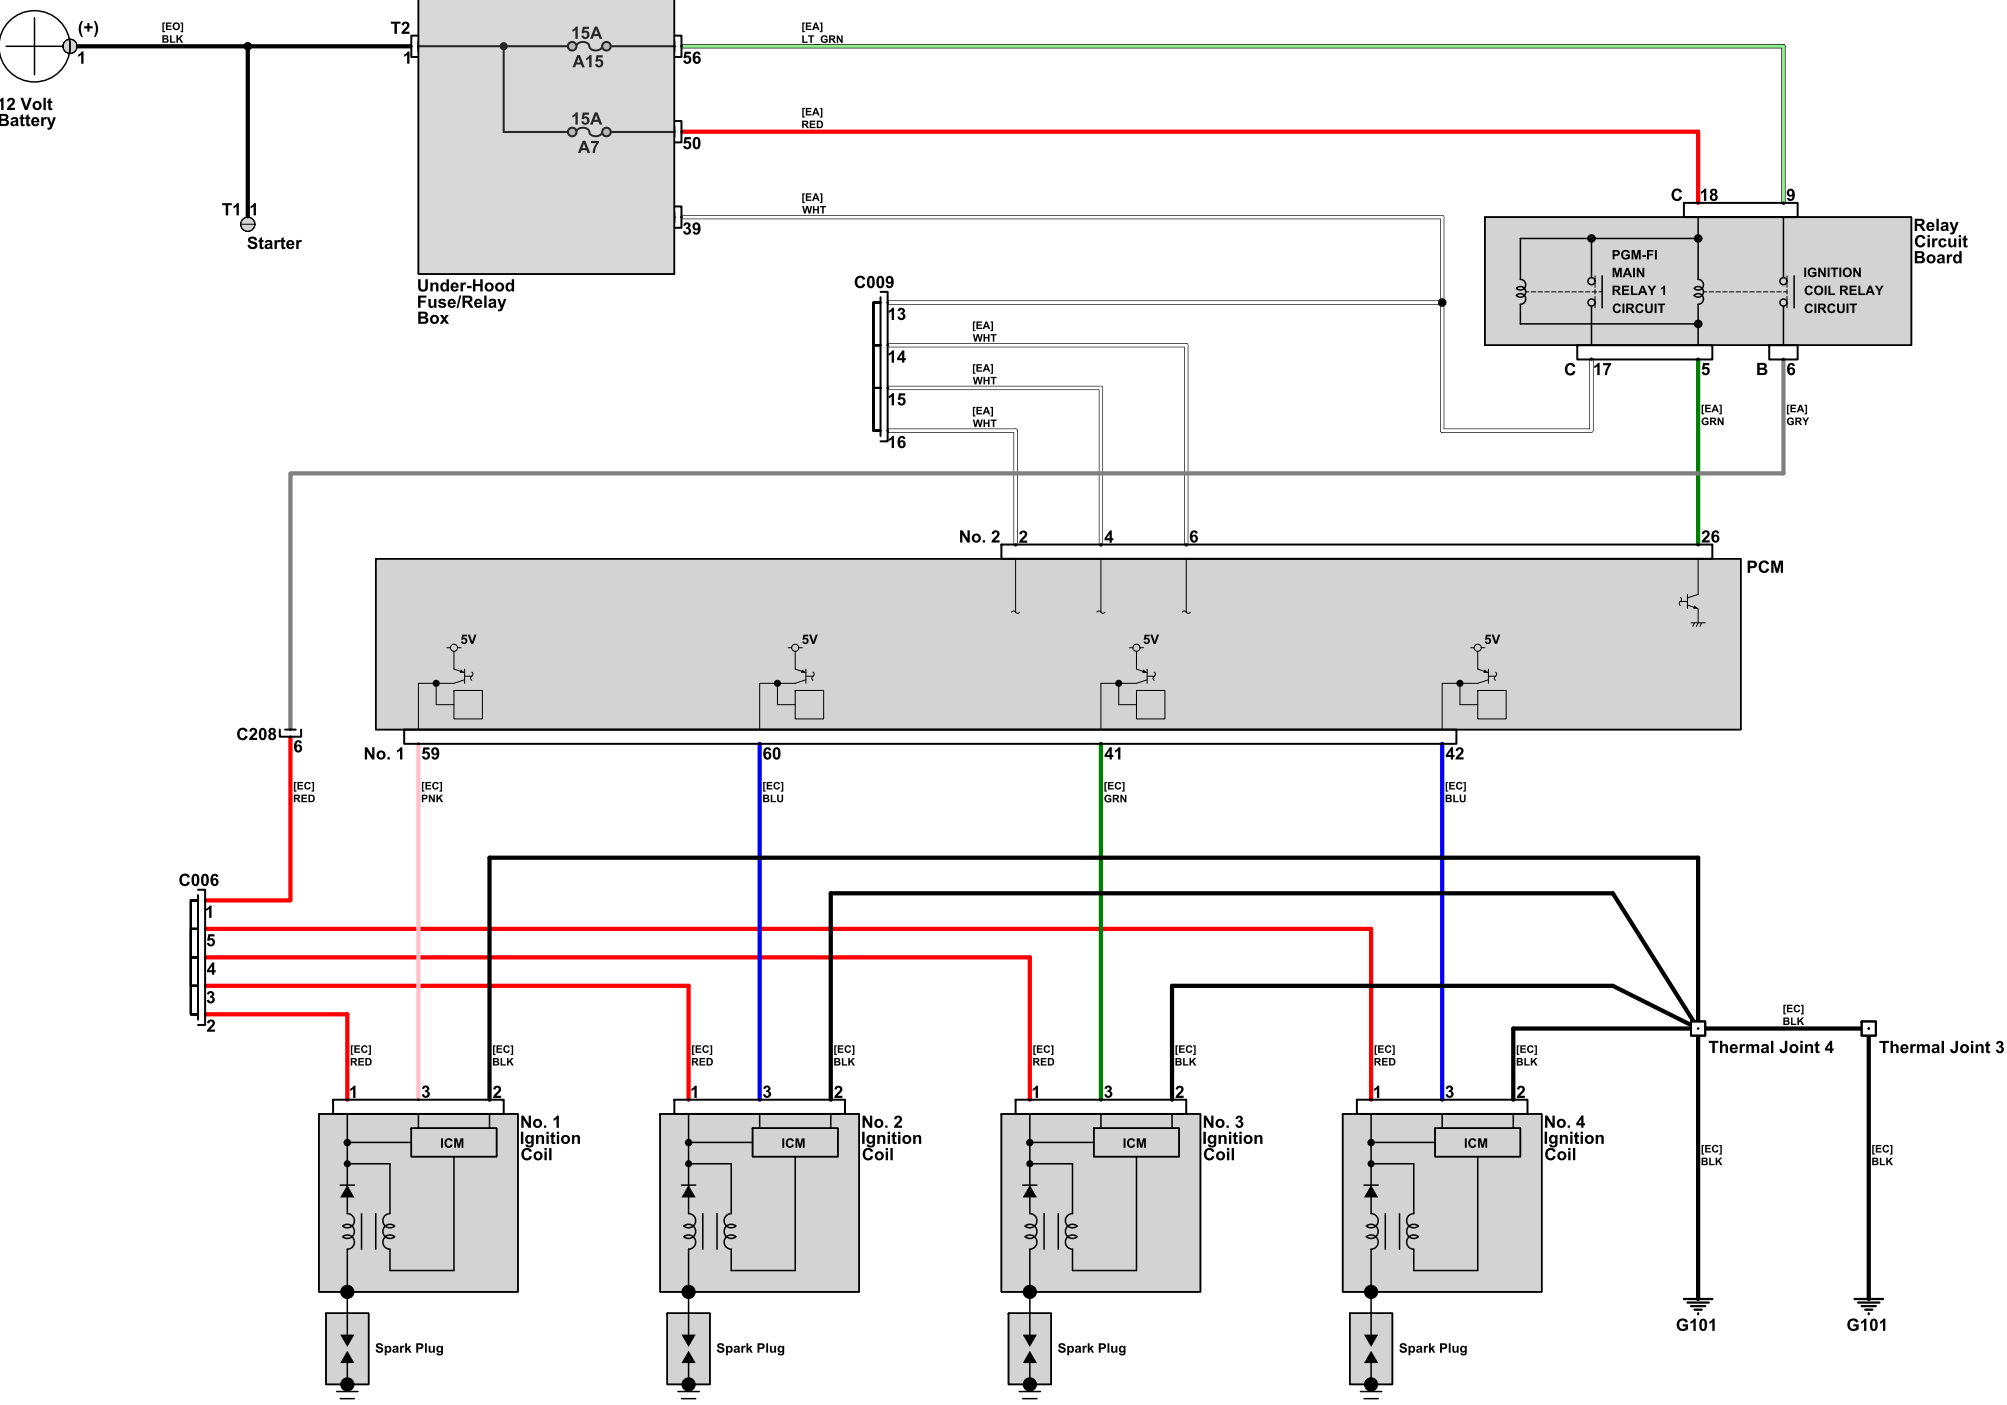 (+)
1
12 Volt
Battery
[EO]
BLK
T1
1
Starter
T2
1
15A
A15
15A
A7
56
50
39
Under-Hood
Fuse/Relay
Box
[EA]
LT GRN
[EA]
RED
[EA]
WHT
C009
13
14
15
16
[EA]
WHT
[EA]
WHT
[EA]
WHT
C
18
9
PGM-FI
MAIN
RELAY 1
CIRCUIT
IGNITION
COIL RELAY
CIRCUIT
Relay
Circuit
Board
C
17
5
B
6
[EA]
GRN
[EA]
GRY
No. 2
2
4
6
26
PCM
5V
5V
5V
5V
C208
6
[EC]
RED
No. 1
59
60
41
42
[EC]
PNK
[EC]
BLU
[EC]
GRN
[EC]
BLU
C006
1
5
4
3
2
[EC]
BLK
Thermal Joint 4
Thermal Joint 3
[EC]
RED
[EC]
BLK
[EC]
RED
[EC]
BLK
[EC]
RED
[EC]
BLK
[EC]
RED
[EC]
BLK
1
3
2
1
3
2
1
3
2
1
3
2
ICM
No. 1
Ignition
Coil
ICM
No. 2
Ignition
Coil
ICM
No. 3
Ignition
Coil
ICM
No. 4
Ignition
Coil
[EC]
BLK
[EC]
BLK
G101
G101
Spark Plug
Spark Plug
Spark Plug
Spark Plug